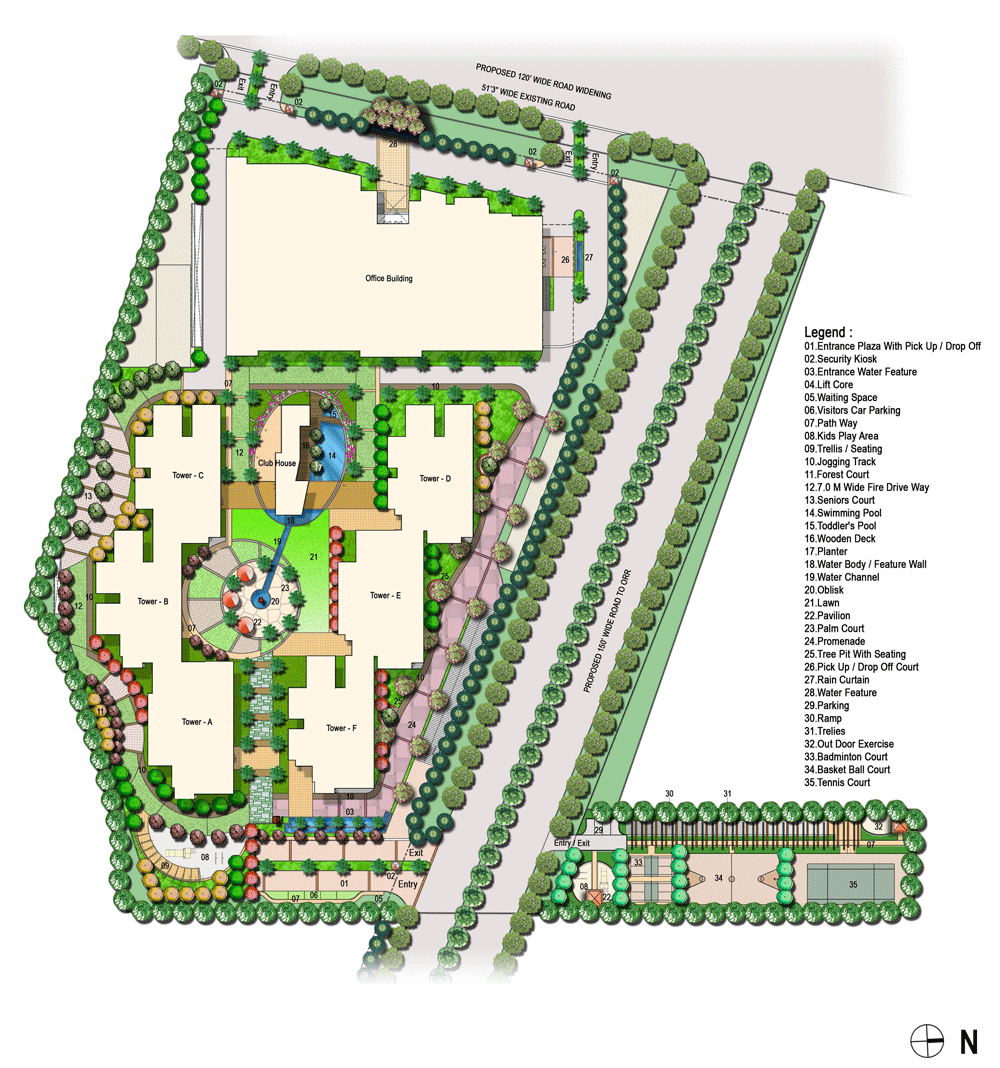 PROPOSED 120' WIDE ROAD WIDENING
51'3" WIDE EXISTING ROAD
02
Exit
Entry
02
28
02
Exit
Entry
02
Office Building
26
27
07
10
12
Club House
15
16
14
17
Tower - C
Tower - D
13
18
19
21
25
23
20
22
Tower - B
Tower - E
12
10
07
PROPOSED 150' WIDE ROAD TO ORR
10
11
Tower - A
Tower - F
24
10
10
03
09
08
Exit
02
Entry
01
07
06
05
30
31
29
Entry / Exit
32
07
33
34
35
08
22
Legend :
01.Entrance Plaza With Pick Up / Drop Off
02.Security Kiosk
03.Entrance Water Feature
04.Lift Core
05.Waiting Space
06.Visitors Car Parking
07.Path Way
08.Kids Play Area
09.Trellis / Seating
10.Jogging Track
11.Forest Court
12.7.0 M Wide Fire Drive Way
13.Seniors Court
14.Swimming Pool
15.Toddler's Pool
16.Wooden Deck
17.Planter
18.Water Body / Feature Wall
19.Water Channel
20.Oblisk
21.Lawn
22.Pavilion
23.Palm Court
24.Promenade
25.Tree Pit With Seating
26.Pick Up / Drop Off Court
27.Rain Curtain
28.Water Feature
29.Parking
30.Ramp
31.Trelies
32.Out Door Exercise
33.Badminton Court
34.Basket Ball Court
35.Tennis Court
N